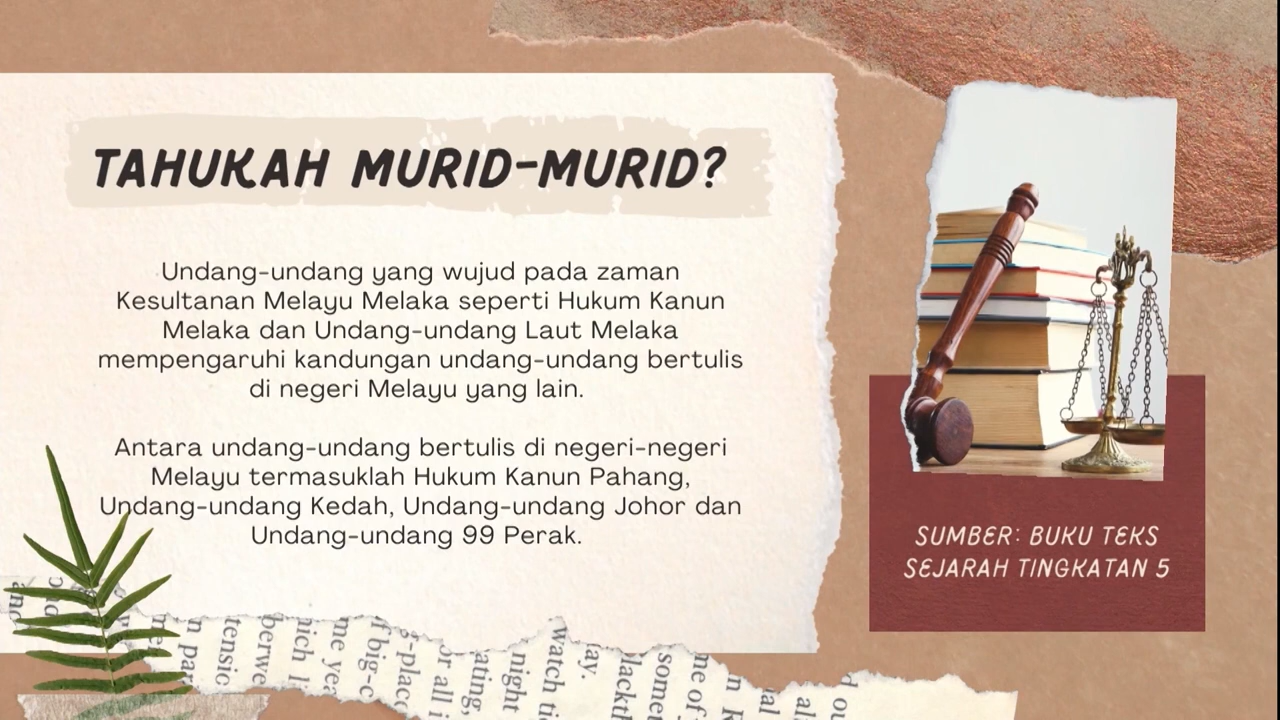 TAHUKAH MURID-MURID?
Undang-undang yang wujud pada zaman
Kesultanan Melayu Melaka seperti Hukum Kanun
Melaka dan Undang-undang Laut Melaka
mempengaruhi kandungan undang-undang bertulis
di negeri Melayu yang lain.
Antara undang-undang bertulis di negeri-negeri
Melayu termasuklah Hukum Kanun Pahang,
Undang-undang Kedah, Undang-undang Johor dan
Undang-undang 99 Perak.
SUMBER: BUKU TEKS
SEJARAH TINGKATAN 5